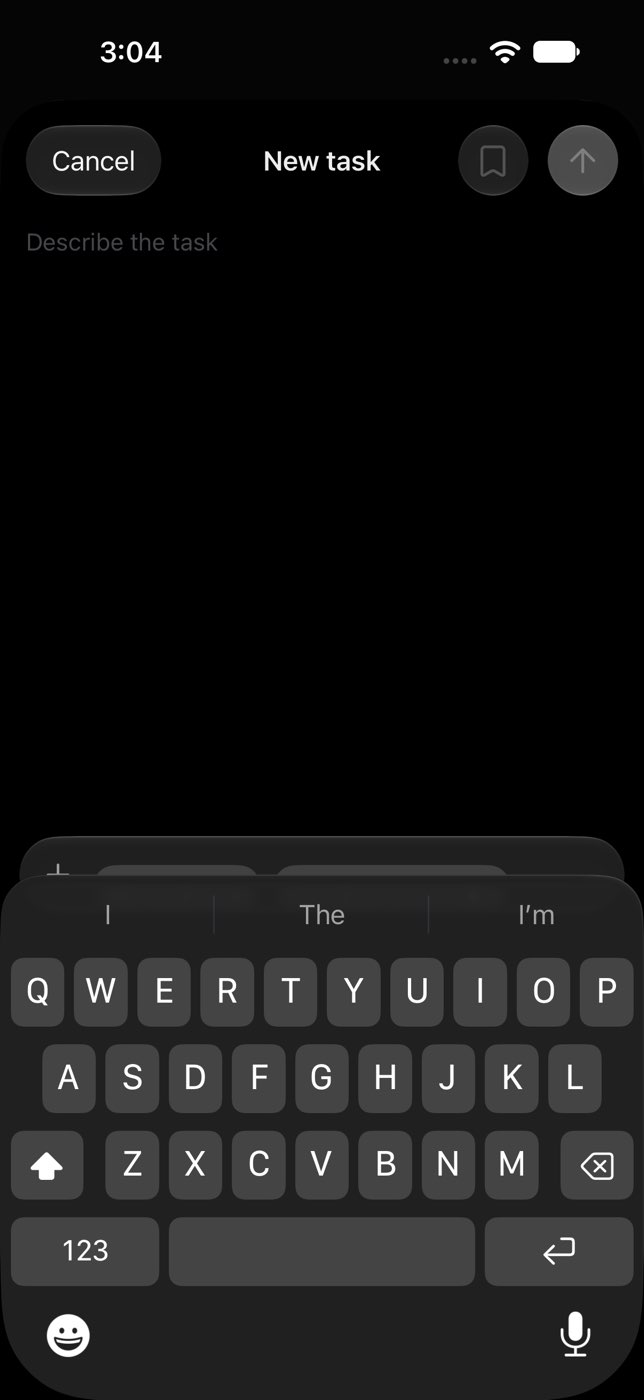 3:04
Cancel
New task
Describe the task
I
The
I’m
Q W E R T Y U I O P
A S D F G H J K L
Z X C V B N M
123